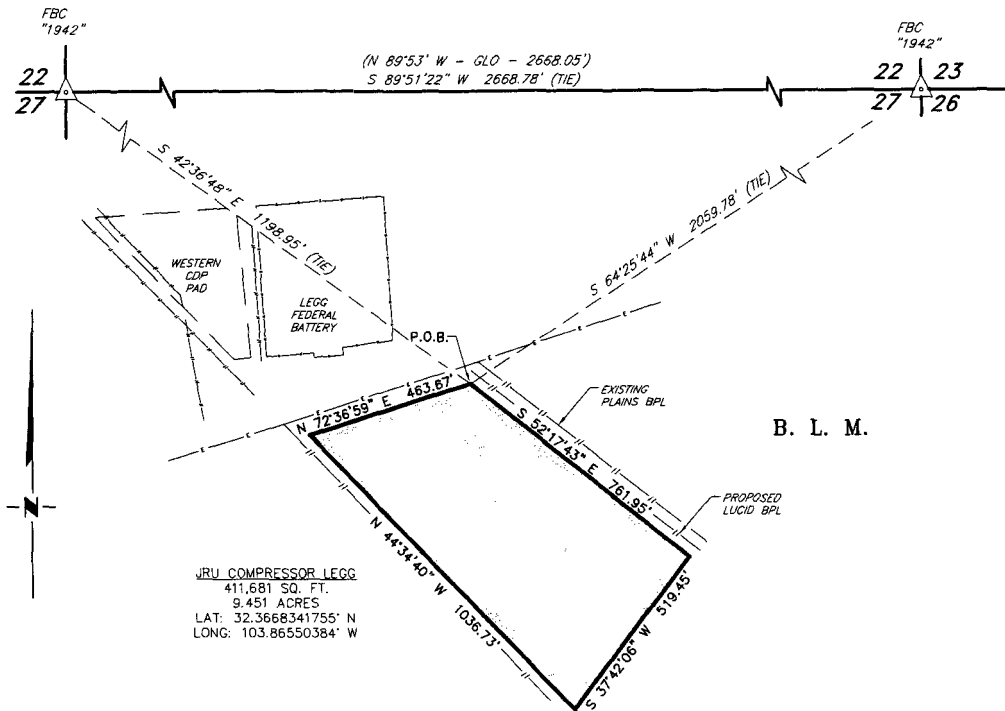 FBC
"1942"
FBC
"1942"
(N 89°53' W - GLO - 2668.05')
S 89°51'22" W 2668.78' (TIE)
22
27
22 23
27 26
S 42°36'48" E 1198.95' (TIE)
S 64°25'44" W 2059.78' (TIE)
WESTERN
CDP
PAD
LEGG
FEDERAL
BATTERY
P.O.B.
N 72°36'59" E 463.67'
EXISTING
PLAINS BPL
S 52°17'43" E 761.95'
B. L. M.
PROPOSED
LUCID BPL
N
N 44°34'40" W 1036.73'
S 37°42'06" W 519.45'
JRU COMPRESSOR LEGG
411,681 SQ. FT.
9.451 ACRES
LAT: 32.3668341755° N
LONG: 103.86550384° W